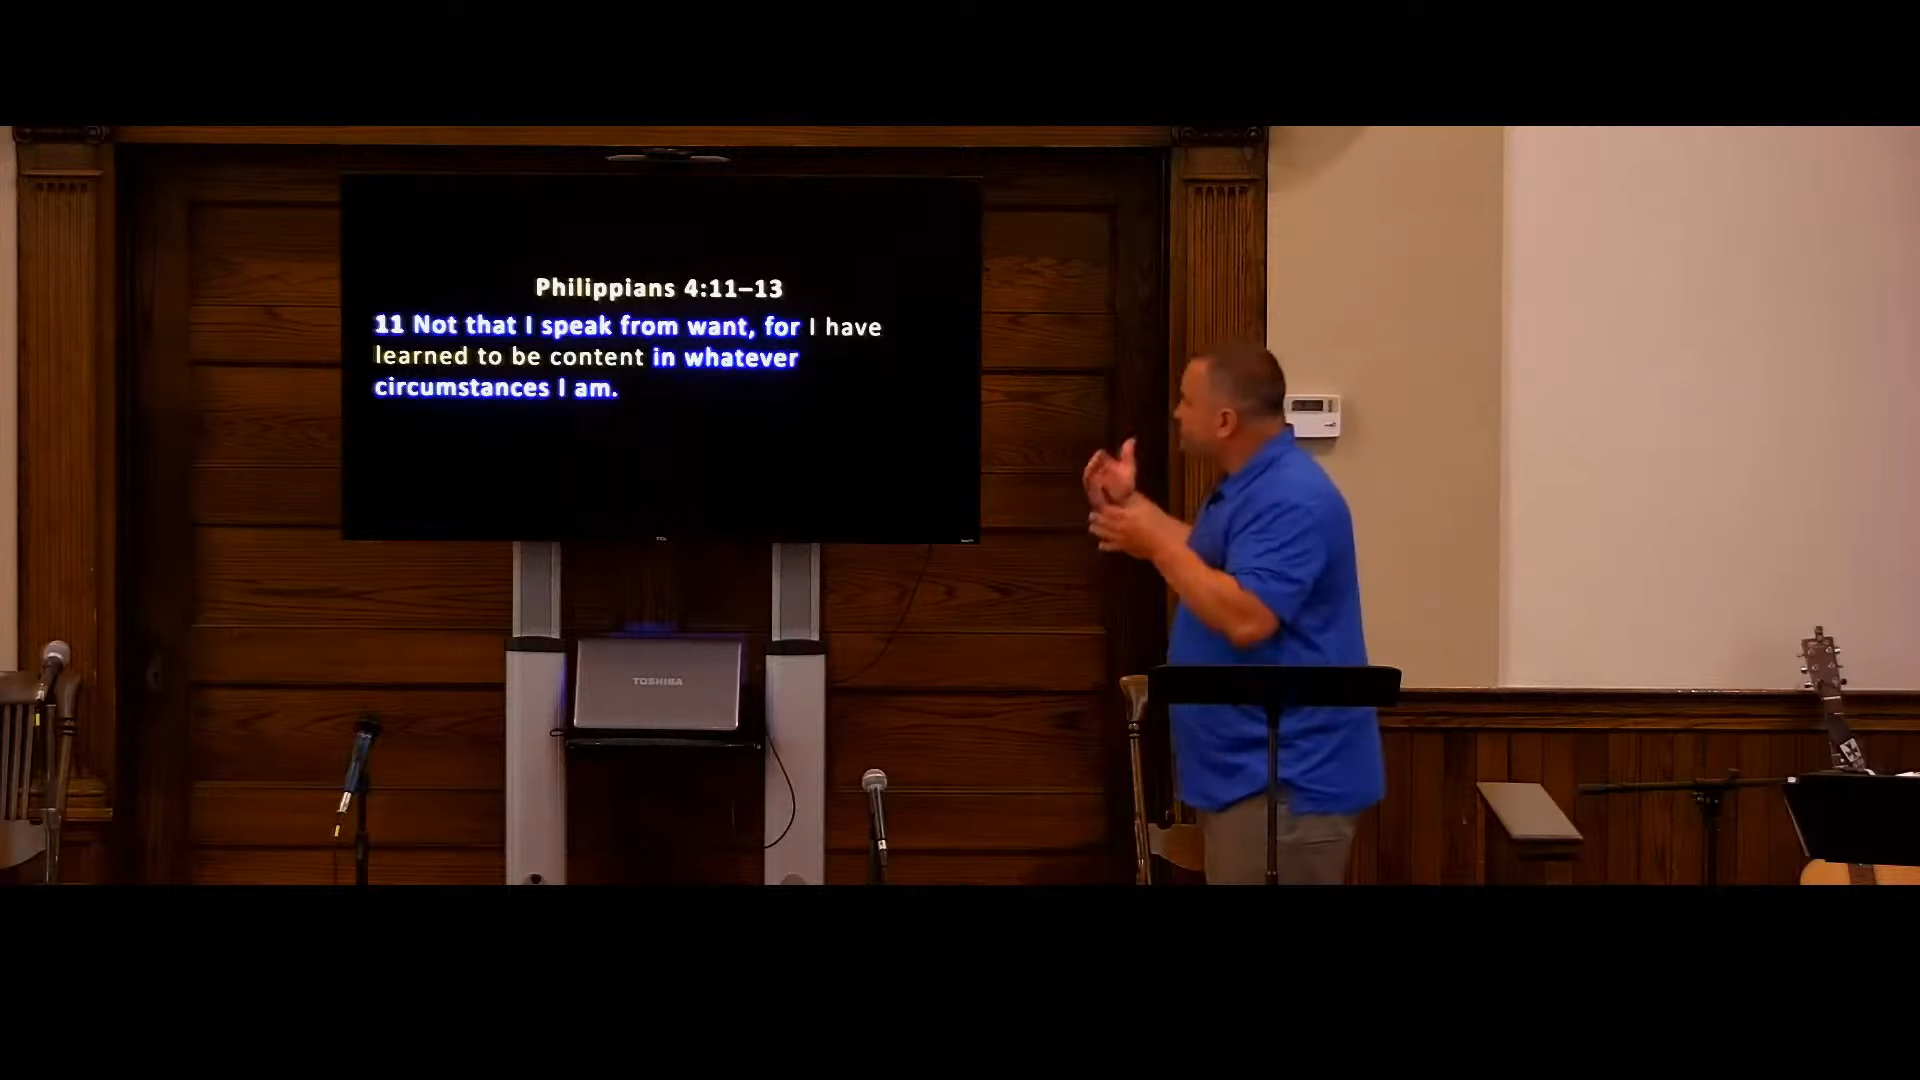 Philippians 4:11–13
11 Not that I speak from want, for I have
learned to be content in whatever
circumstances I am.
TCL
TOSHIBA